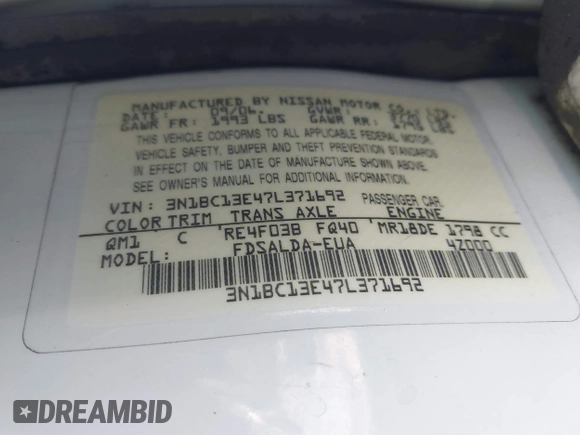 MANUFACTURED BY NISSAN MOTOR CO., LTD.
DATE: 09/06 GVWR:
GAWR FR: 1993 LBS GAWR RR: LBS
THIS VEHICLE CONFORMS TO ALL APPLICABLE FEDERAL MOTOR
VEHICLE SAFETY, BUMPER AND THEFT PREVENTION STANDARDS
IN EFFECT ON THE DATE OF MANUFACTURE SHOWN ABOVE.
SEE OWNER'S MANUAL FOR ADDITIONAL INFORMATION
VIN: 3N1BC13E47L371692 PASSENGER CAR
COLOR TRIM TRANS AXLE ENGINE
QM1 C RE4F03B FQ40 MR18DE 1798 CC
MODEL: FDSALDA-EUA 4Z000
3N1BC13E47L371692
DREAMBID